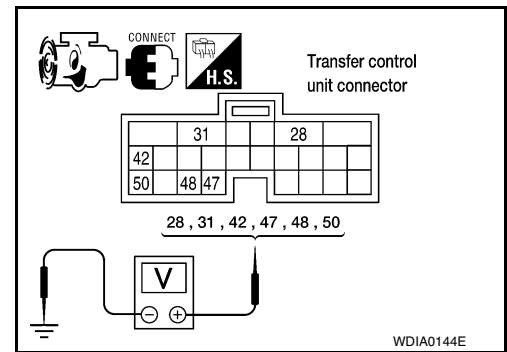 CONNECT
H.S.
Transfer control
unit connector
31 28
42
50 48 47
28 , 31 , 42 , 47 , 48 , 50
V
− +
WDIA0144E